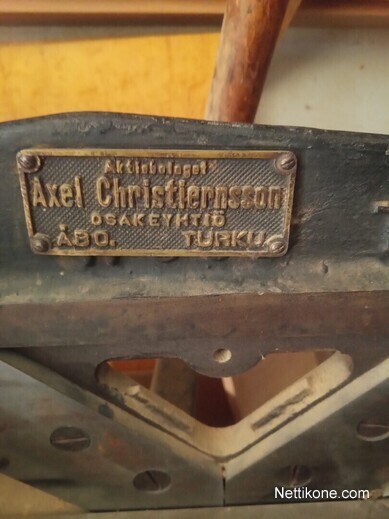 Aktiebolaget
Axel Christiernsson
OSAKEYHTIÖ
ÅBO. TURKU.
Nettikone.com